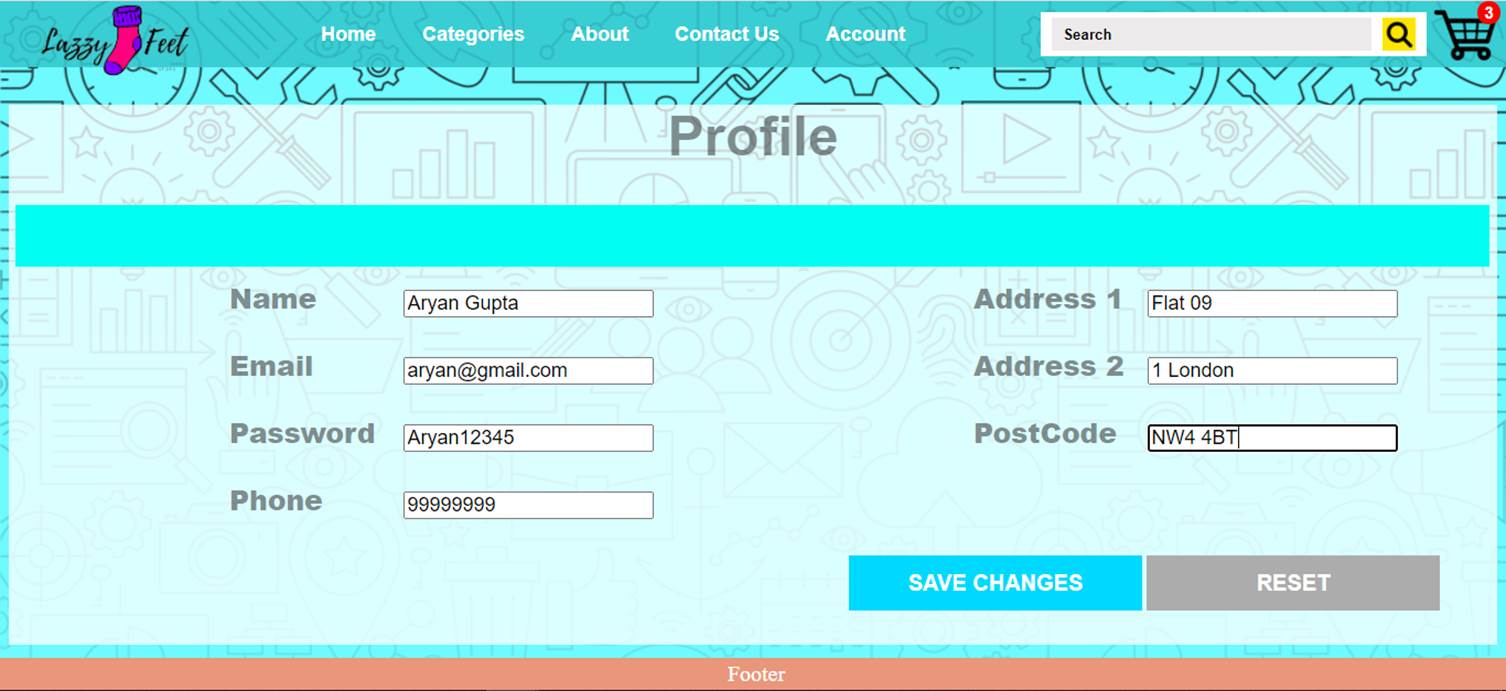 Lazzy Feet
Home Categories About Contact Us Account
Search
3
Profile
Name Aryan Gupta
Address 1 Flat 09
Email aryan@gmail.com
Address 2 1 London
Password Aryan12345
PostCode NW4 4BT
Phone 99999999
SAVE CHANGES RESET
Footer